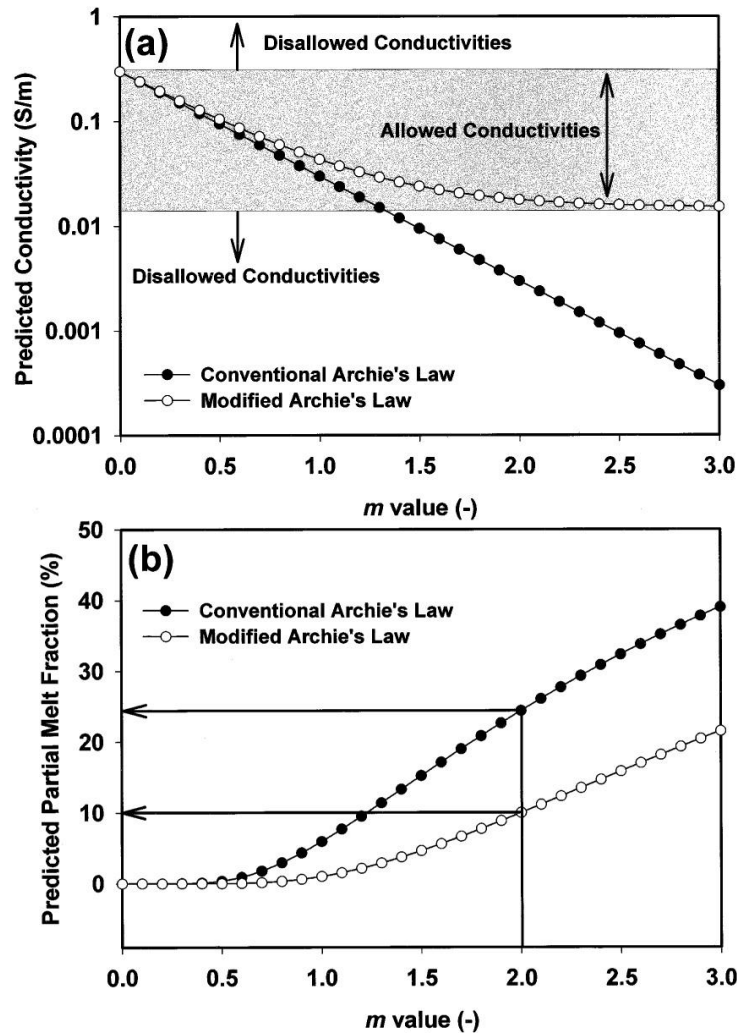 (a)
Disallowed Conductivities
Allowed Conductivities
Disallowed Conductivities
Conventional Archie's Law
Modified Archie's Law
Predicted Conductivity (S/m)
1
0.1
0.01
0.001
0.0001
0.0 0.5 1.0 1.5 2.0 2.5 3.0
m value (-)
(b)
Conventional Archie's Law
Modified Archie's Law
Predicted Partial Melt Fraction (%)
50
40
30
20
10
0
0.0 0.5 1.0 1.5 2.0 2.5 3.0
m value (-)